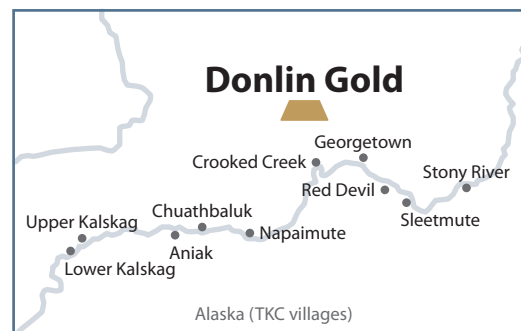 Donlin Gold
Georgetown
Crooked Creek
Stony River
Red Devil
Sleetmute
Chuathbaluk
Upper Kalskag
Napaimute
Aniak
Lower Kalskag
Alaska (TKC villages)